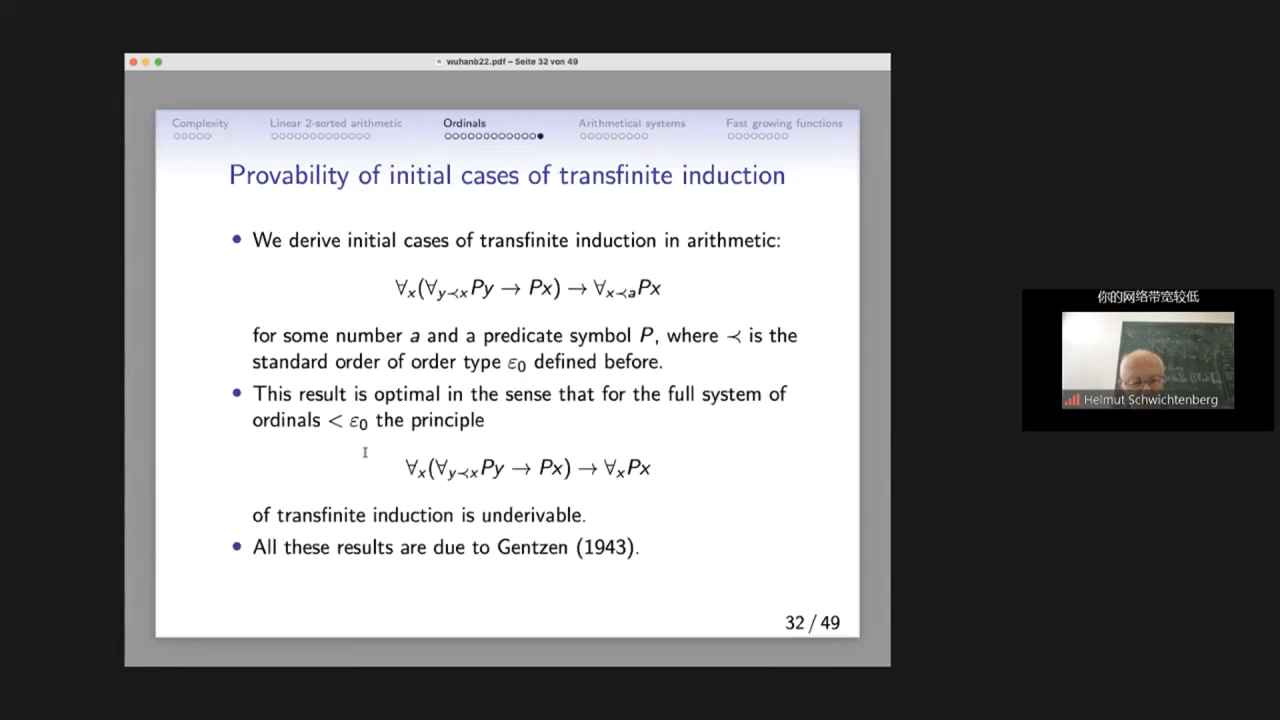 wuhanb22.pdf – Seite 32 von 49
Complexity Linear 2-sorted arithmetic Ordinals Arithmetical systems Fast growing functions
Provability of initial cases of transfinite induction
• We derive initial cases of transfinite induction in arithmetic:
∀ₓ(∀_{y≺x}Py → Px) → ∀_{x≺a}Px
for some number a and a predicate symbol P, where ≺ is the
standard order of order type ε₀ defined before.
• This result is optimal in the sense that for the full system of
ordinals < ε₀ the principle
∀ₓ(∀_{y≺x}Py → Px) → ∀ₓPx
of transfinite induction is underivable.
• All these results are due to Gentzen (1943).
32 / 49
你的网络带宽较低
Helmut Schwichtenberg